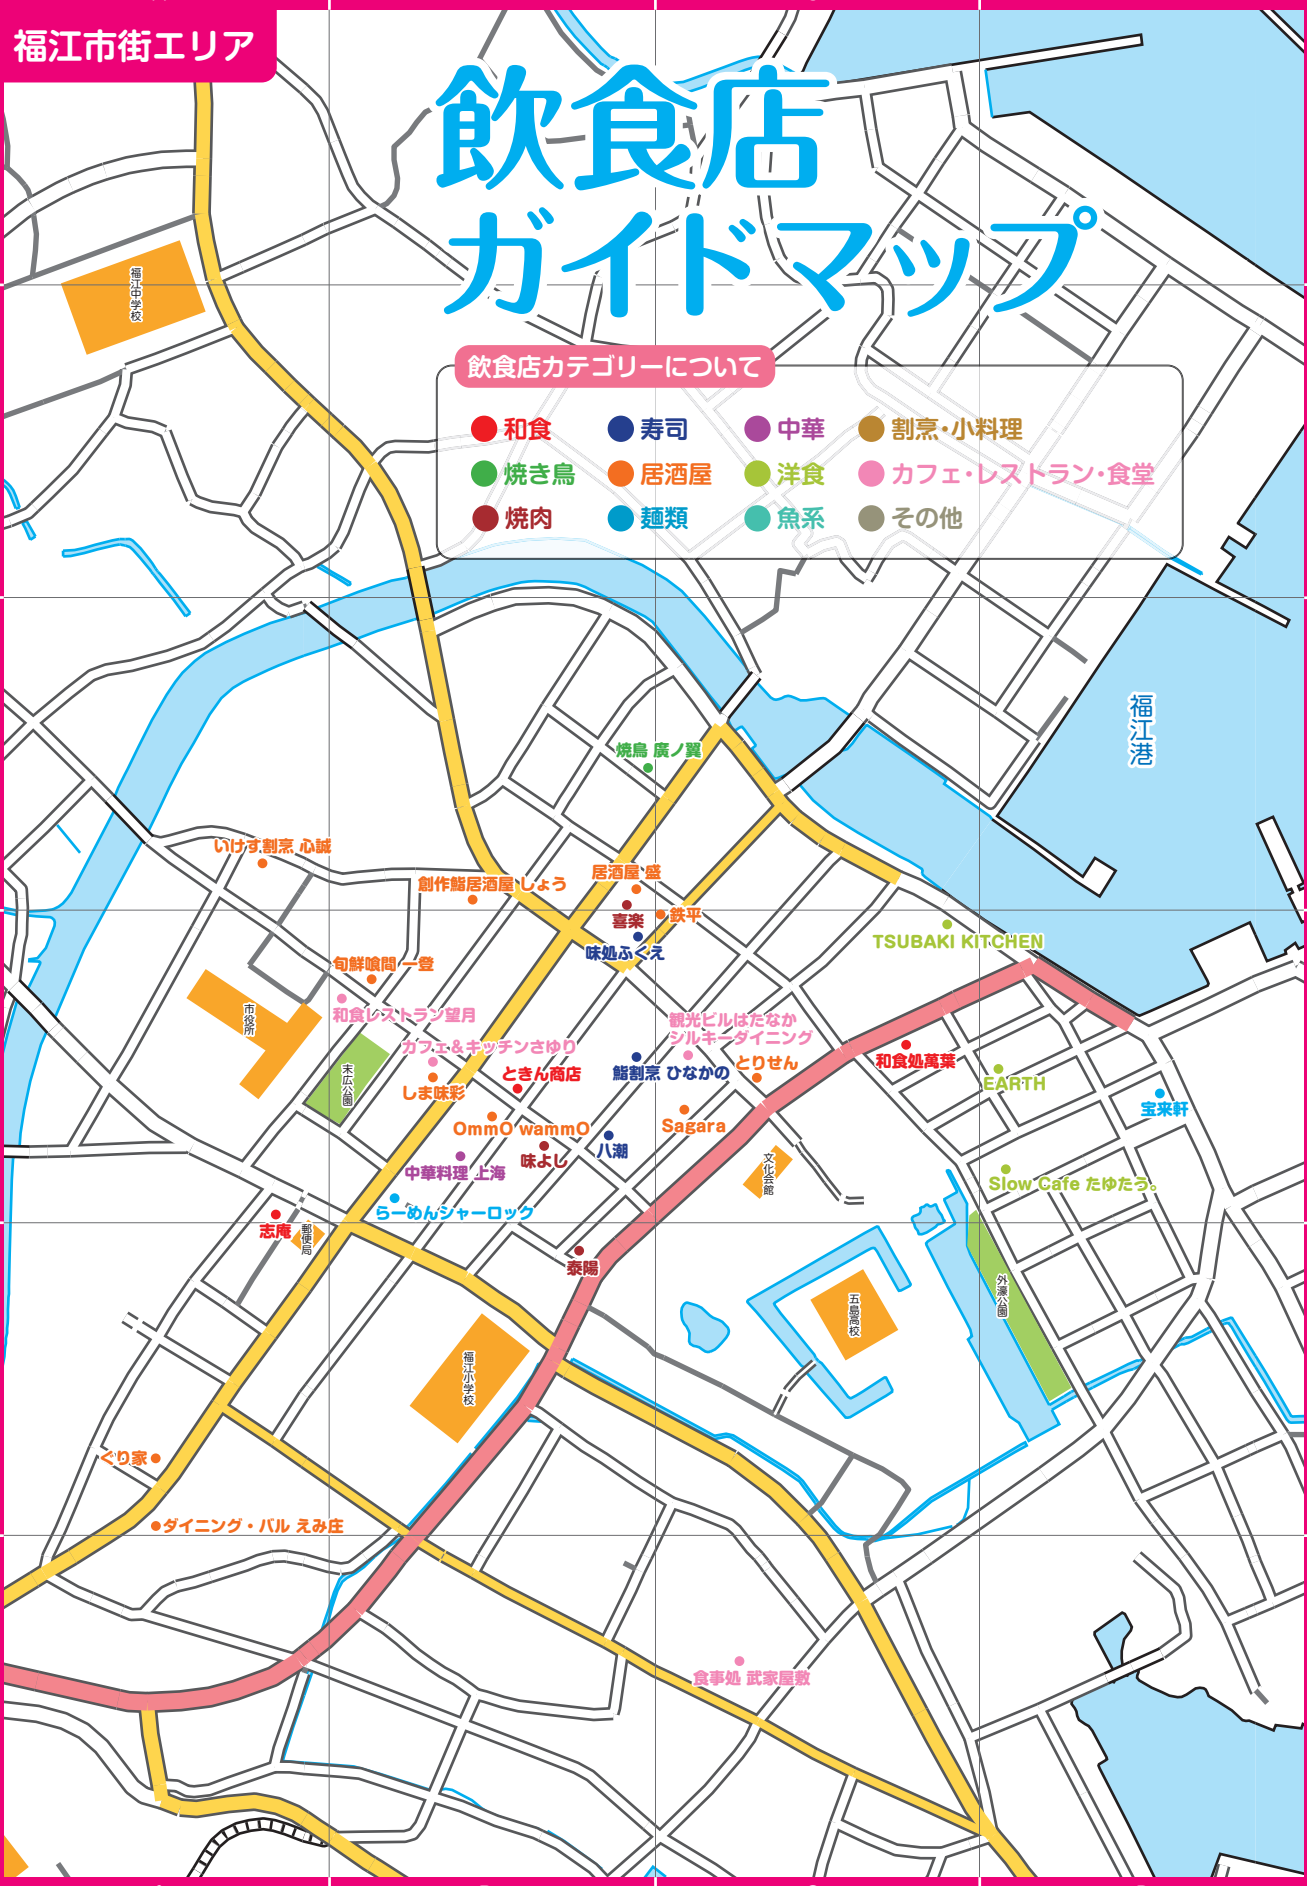 福江市街エリア
飲食店
ガイドマップ
飲食店カテゴリーについて
和食
寿司
中華
割烹・小料理
焼き鳥
居酒屋
洋食
カフェ・レストラン・食堂
焼肉
麺類
魚系
その他
福江中学校
福江港
焼鳥 廣ノ翼
いけす割烹 心誠
創作鮨居酒屋 しょう
居酒屋 盛
喜楽
鉄平
味処ふくえ
TSUBAKI KITCHEN
旬鮮喰間 一登
和食レストラン望月
市役所
カフェ＆キッチンさゆり
末広公園
しま味彩
ときん商店
観光ビルはたなか
シルキーダイニング
鮨割烹 ひなかの
とりせん
和食処萬葉
EARTH
宝来軒
OmmO wammO
Sagara
八潮
味よし
中華料理 上海
文化会館
Slow Cafe たゆたう。
らーめんシャーロック
志庵
郵便局
泰陽
外濠公園
五島高校
福江小学校
ぐり家
ダイニング・バル えみ庄
食事処 武家屋敷